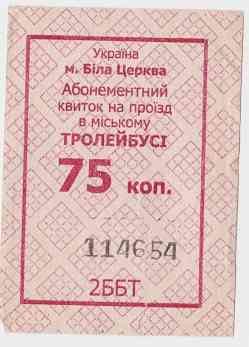 Україна
м. Біла Церква
Абонементний
квиток на проїзд
в міському
ТРОЛЕЙБУСІ
75 коп.
114654
2ББТ